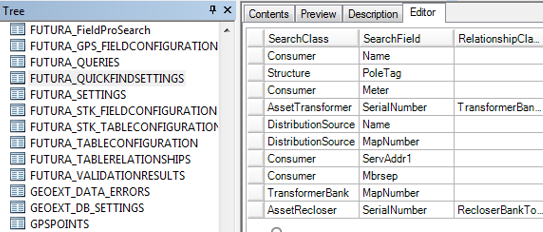 Tree
FUTURA_FieldProSearch
FUTURA_GPS_FIELDCONFIGURATION
FUTURA_QUERIES
FUTURA_QUICKFINDSETTINGS
FUTURA_SETTINGS
FUTURA_STK_FIELDCONFIGURATION
FUTURA_STK_TABLECONFIGURATION
FUTURA_TABLECONFIGURATION
FUTURA_TABLERELATIONSHIPS
FUTURA_VALIDATIONRESULTS
GEOEXT_DATA_ERRORS
GEOEXT_DB_SETTINGS
GPSPOINTS
Contents Preview Description Editor
SearchClass SearchField RelationshipCla...
Consumer Name
Structure PoleTag
Consumer Meter
AssetTransformer SerialNumber TransformerBan...
DistributionSource Name
DistributionSource MapNumber
Consumer ServAddr1
Consumer Mbrsep
TransformerBank MapNumber
AssetRecloser SerialNumber RecloserBankTo...